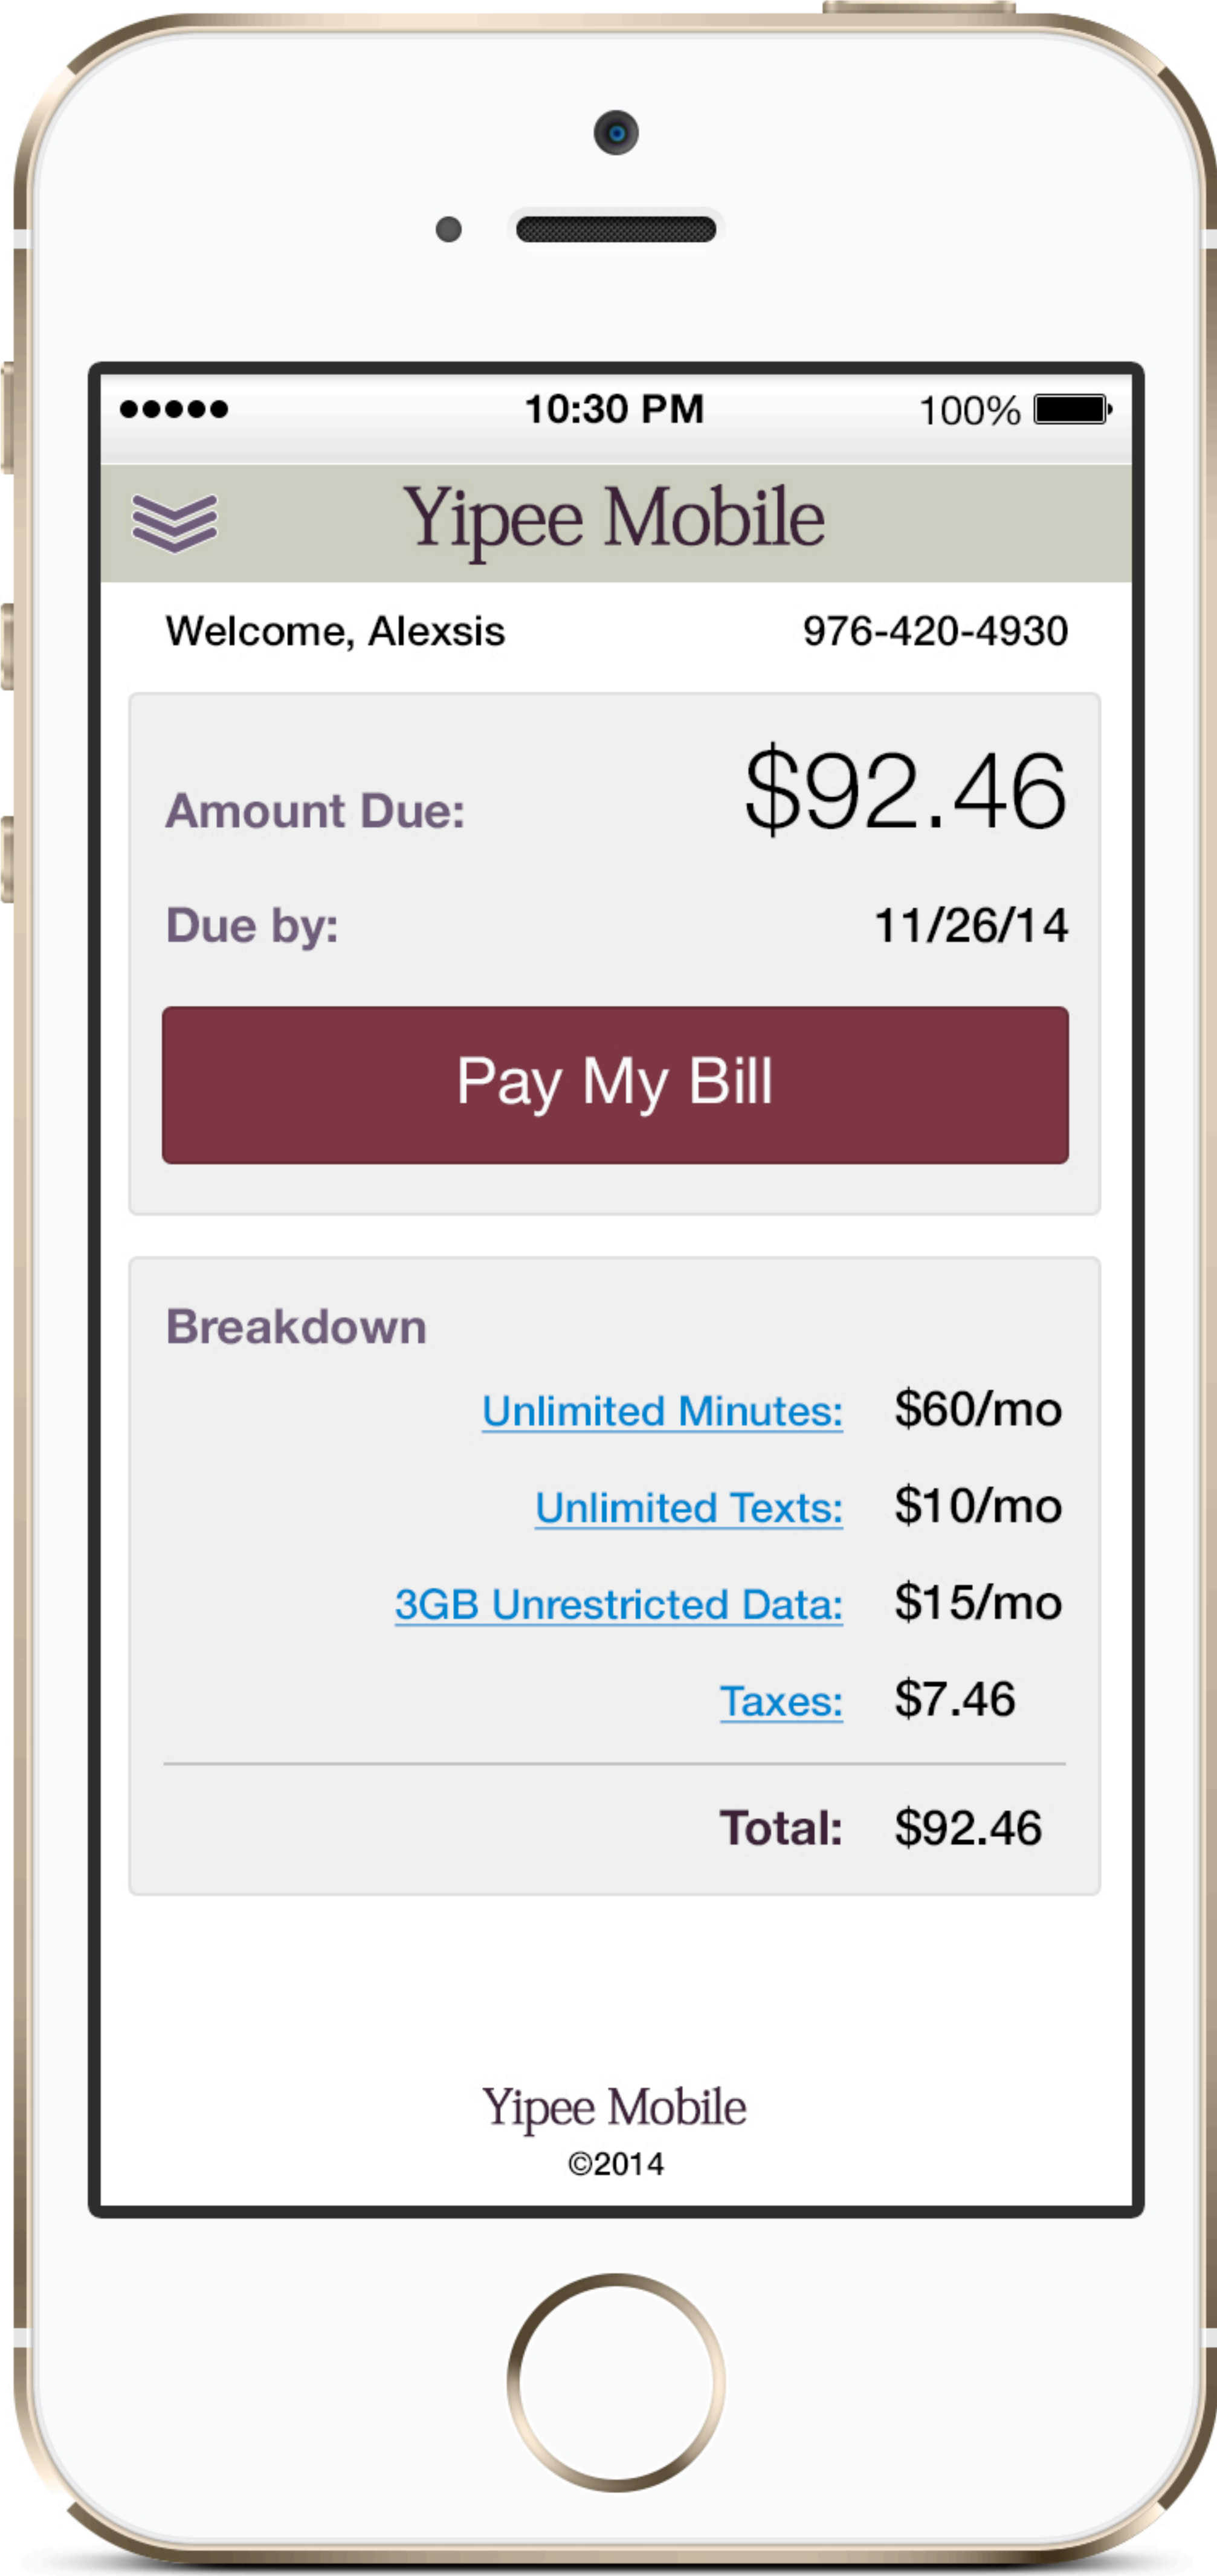 10:30 PM 100%
Yipee Mobile
Welcome, Alexsis 976-420-4930
Amount Due: $92.46
Due by: 11/26/14
Pay My Bill
Breakdown
Unlimited Minutes: $60/mo
Unlimited Texts: $10/mo
3GB Unrestricted Data: $15/mo
Taxes: $7.46
Total: $92.46
Yipee Mobile
©2014